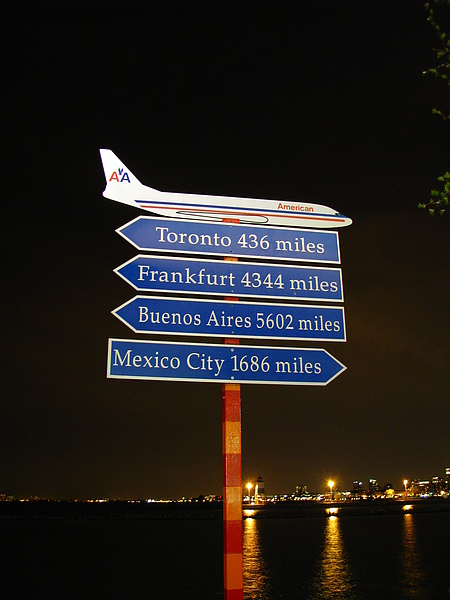 AA
American
Toronto 436 miles
Frankfurt 4344 miles
Buenos Aires 5602 miles
Mexico City 1686 miles